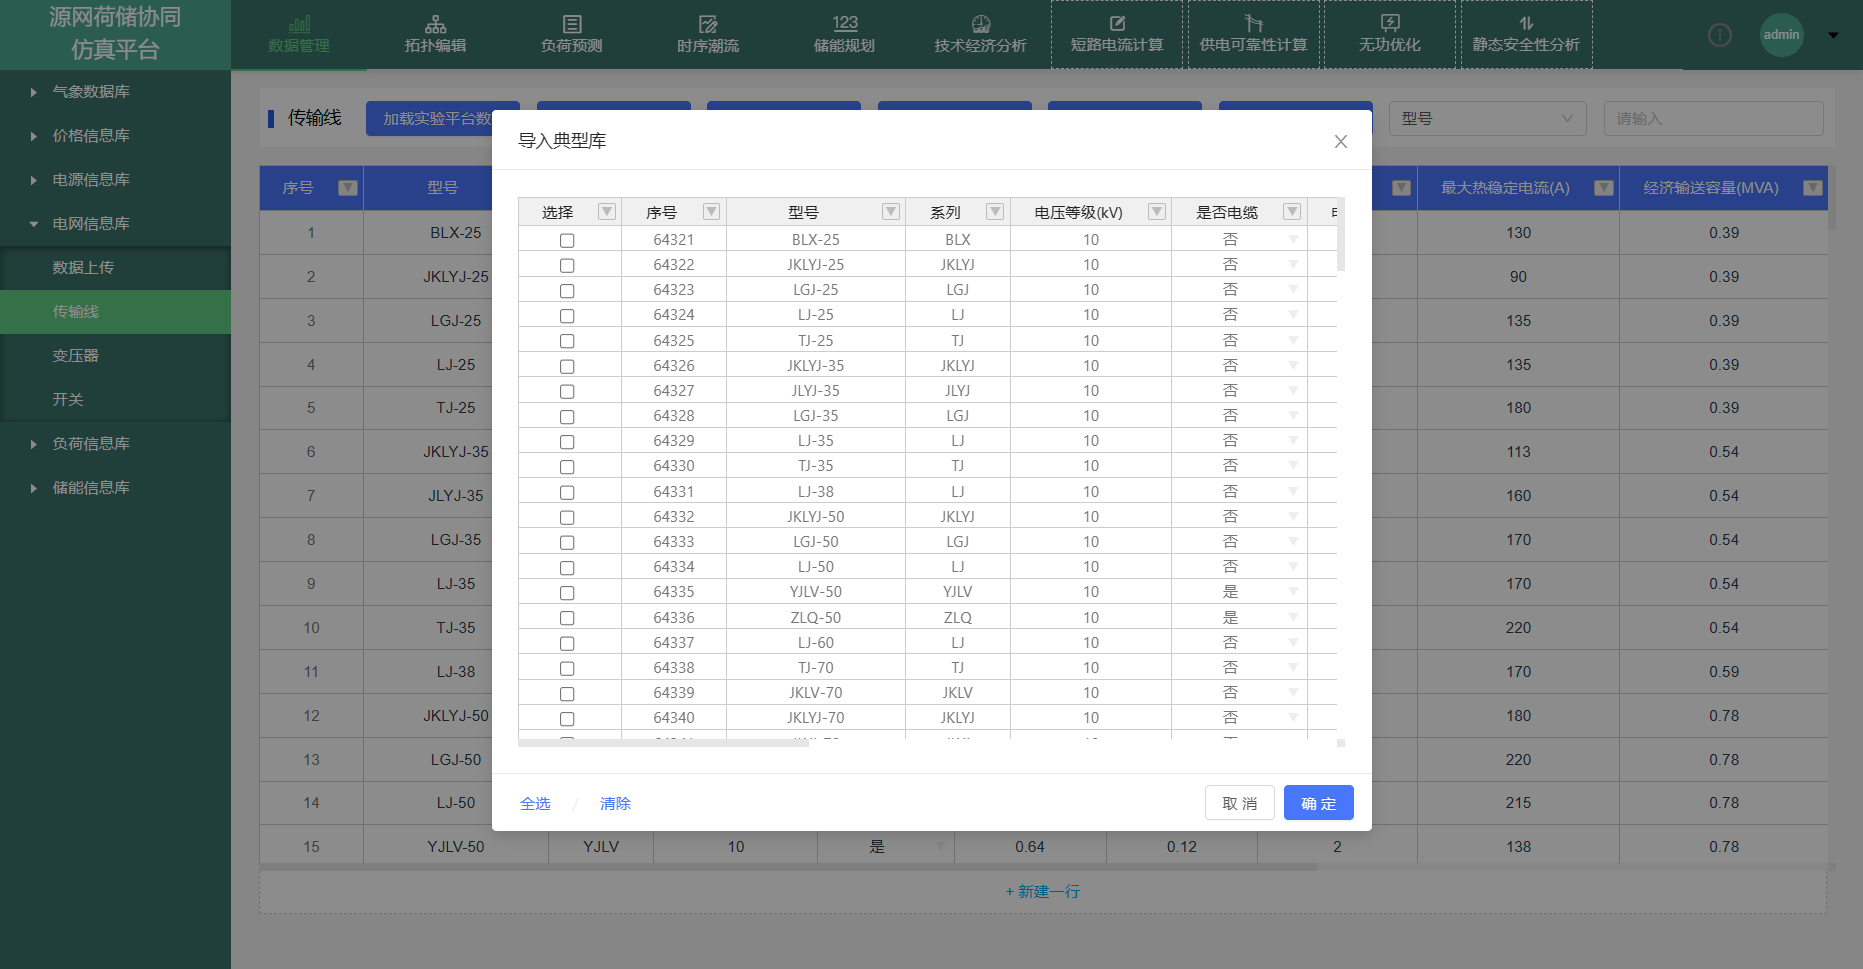 源网荷储协同
仿真平台
数据管理
拓扑编辑
负荷预测
时序潮流
123
储能规划
技术经济分析
短路电流计算
供电可靠性计算
无功优化
静态安全性分析
admin
气象数据库
价格信息库
电源信息库
电网信息库
数据上传
传输线
变压器
开关
负荷信息库
储能信息库
传输线
加载实验平台数
型号
请输入
序号 型号 最大热稳定电流(A) 经济输送容量(MVA)
1 BLX-25 130 0.39
2 JKLYJ-25 90 0.39
3 LGJ-25 135 0.39
4 LJ-25 135 0.39
5 TJ-25 180 0.39
6 JKLYJ-35 113 0.54
7 JLYJ-35 160 0.54
8 LGJ-35 170 0.54
9 LJ-35 170 0.54
10 TJ-35 220 0.54
11 LJ-38 170 0.59
12 JKLYJ-50 180 0.78
13 LGJ-50 220 0.78
14 LJ-50 215 0.78
15 YJLV-50 YJLV 10 是 0.64 0.12 2 138 0.78
+ 新建一行
导入典型库
选择 序号 型号 系列 电压等级(kV) 是否电缆
64321 BLX-25 BLX 10 否
64322 JKLYJ-25 JKLYJ 10 否
64323 LGJ-25 LGJ 10 否
64324 LJ-25 LJ 10 否
64325 TJ-25 TJ 10 否
64326 JKLYJ-35 JKLYJ 10 否
64327 JLYJ-35 JLYJ 10 否
64328 LGJ-35 LGJ 10 否
64329 LJ-35 LJ 10 否
64330 TJ-35 TJ 10 否
64331 LJ-38 LJ 10 否
64332 JKLYJ-50 JKLYJ 10 否
64333 LGJ-50 LGJ 10 否
64334 LJ-50 LJ 10 否
64335 YJLV-50 YJLV 10 是
64336 ZLQ-50 ZLQ 10 是
64337 LJ-60 LJ 10 否
64338 TJ-70 TJ 10 否
64339 JKLV-70 JKLV 10 否
64340 JKLYJ-70 JKLYJ 10 否
全选 / 清除
取 消
确 定